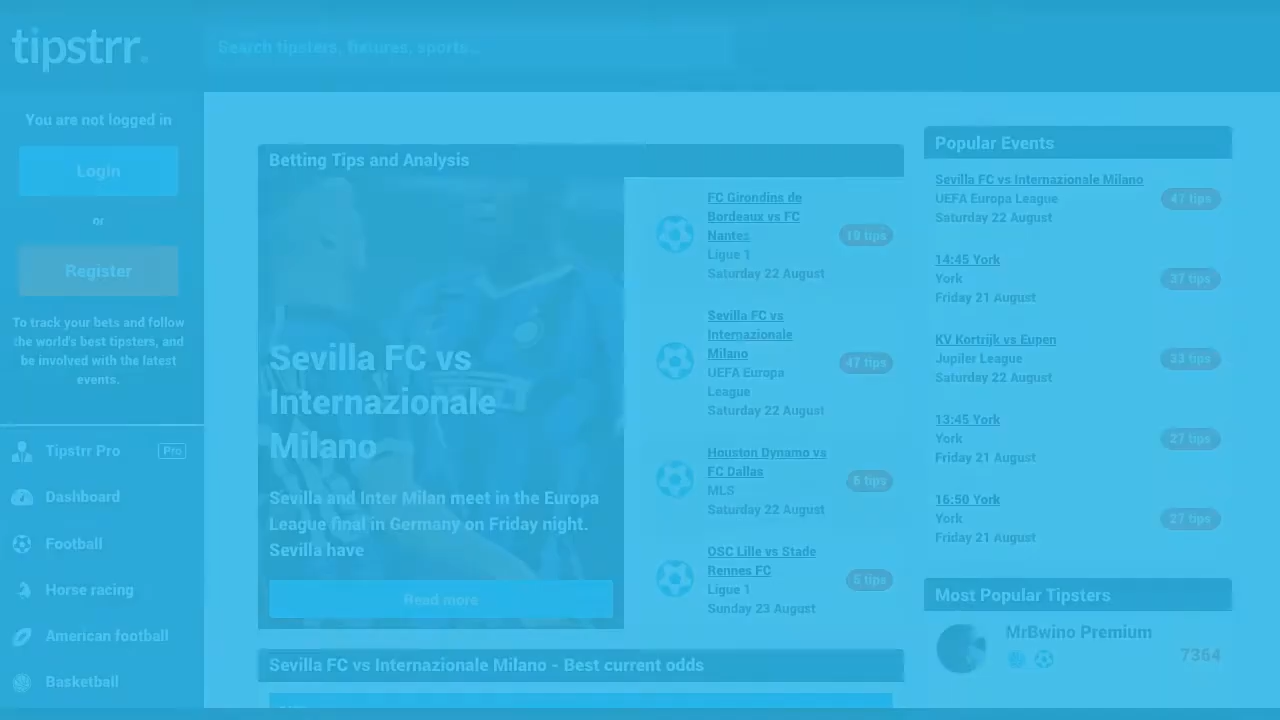 tipstrr.
Search tipsters, fixtures, sports...
You are not logged in
Login
or
Register
To track your bets and follow
the world's best tipsters, and
be involved with the latest
events.
Tipstrr Pro
Pro
Dashboard
Football
Horse racing
American football
Basketball
Betting Tips and Analysis
Sevilla FC vs
Internazionale
Milano
Sevilla and Inter Milan meet in the Europa
League final in Germany on Friday night.
Sevilla have
Read more
FC Girondins de
Bordeaux vs FC
Nantes
Ligue 1
Saturday 22 August
19 tips
Sevilla FC vs
Internazionale
Milano
UEFA Europa
League
Saturday 22 August
47 tips
Houston Dynamo vs
FC Dallas
MLS
Saturday 22 August
6 tips
OSC Lille vs Stade
Rennes FC
Ligue 1
Sunday 23 August
5 tips
Sevilla FC vs Internazionale Milano - Best current odds
Popular Events
Sevilla FC vs Internazionale Milano
UEFA Europa League
Saturday 22 August
47 tips
14:45 York
York
Friday 21 August
37 tips
KV Kortrijk vs Eupen
Jupiler League
Saturday 22 August
33 tips
13:45 York
York
Friday 21 August
27 tips
16:50 York
York
Friday 21 August
27 tips
Most Popular Tipsters
MrBwino Premium
7364